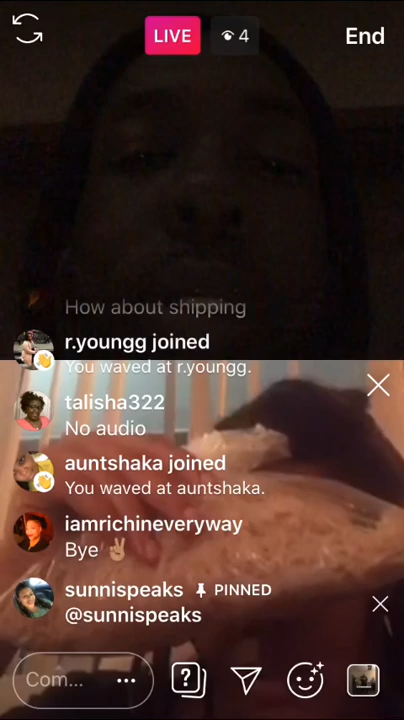 LIVE
4
End
How about shipping
r.youngg joined
You waved at r.youngg.
talisha322
No audio
auntshaka joined
You waved at auntshaka.
iamrichineveryway
Bye ✌🏽
sunnispeaks PINNED
@sunnispeaks
Com...